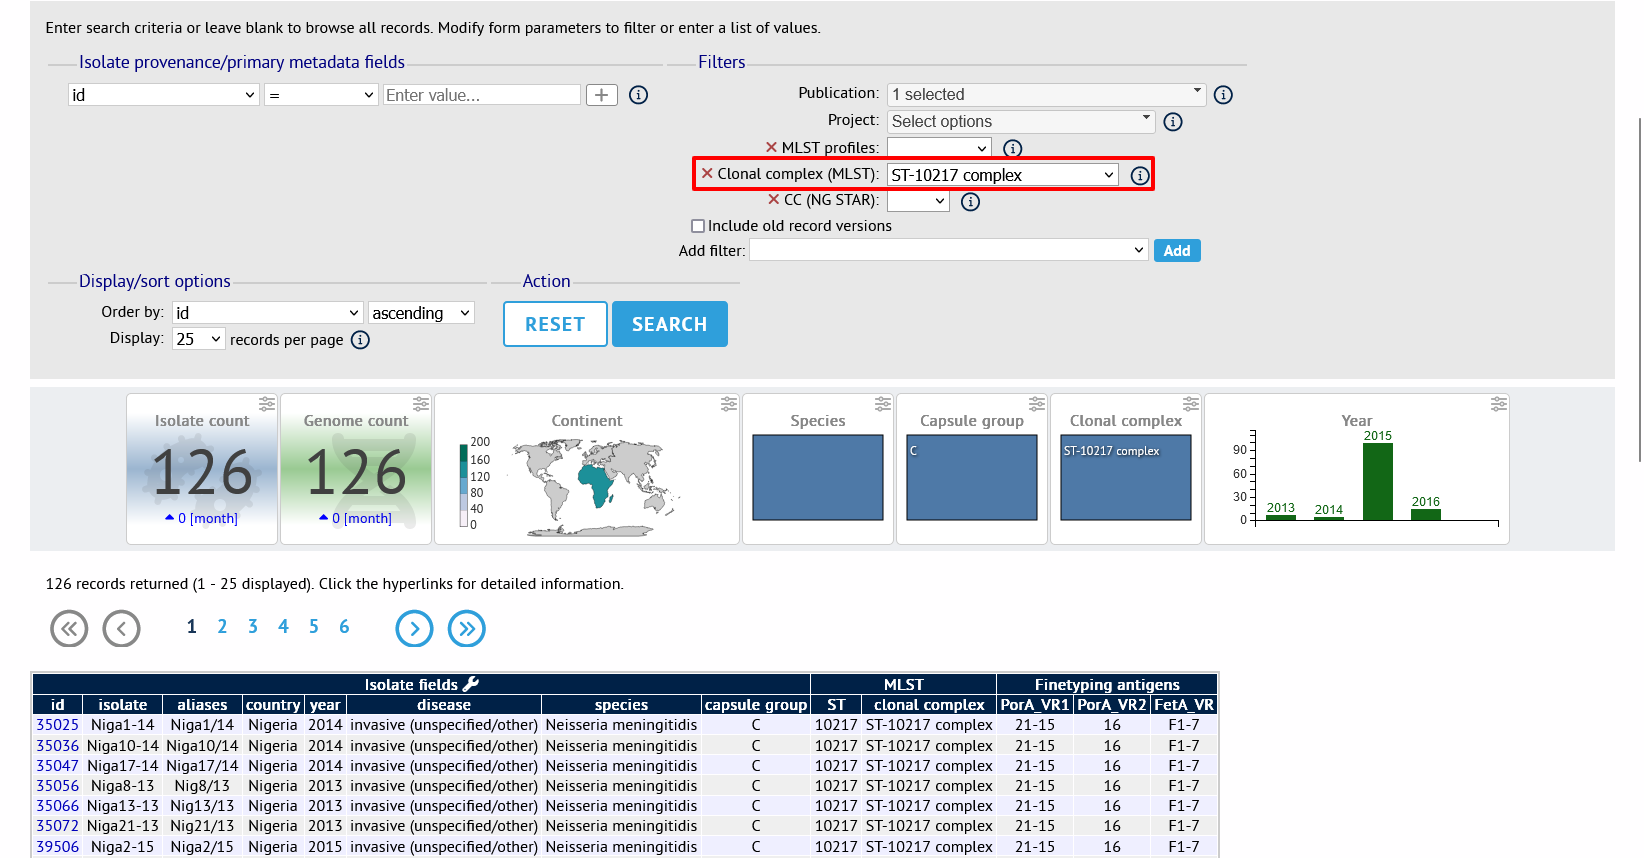 Enter search criteria or leave blank to browse all records. Modify form parameters to filter or enter a list of values.
Isolate provenance/primary metadata fields
id = Enter value... + i
Filters
Publication: 1 selected i
Project: Select options i
× MLST profiles: i
× Clonal complex (MLST): ST-10217 complex i
× CC (NG STAR): i
Include old record versions
Add filter: Add
Display/sort options
Order by: id ascending
Display: 25 records per page i
Action
RESET SEARCH
Isolate count
126
0 [month]
Genome count
126
0 [month]
Continent
200
160
120
80
40
0
Species
Capsule group
C
Clonal complex
ST-10217 complex
Year
90
60
30
0
2013
2014
2015
2016
126 records returned (1 - 25 displayed). Click the hyperlinks for detailed information.
1 2 3 4 5 6
Isolate fields MLST Finetyping antigens
id isolate aliases country year disease species capsule group ST clonal complex PorA_VR1 PorA_VR2 FetA_VR
35025 Niga1-14 Niga1/14 Nigeria 2014 invasive (unspecified/other) Neisseria meningitidis C 10217 ST-10217 complex 21-15 16 F1-7
35036 Niga10-14 Niga10/14 Nigeria 2014 invasive (unspecified/other) Neisseria meningitidis C 10217 ST-10217 complex 21-15 16 F1-7
35047 Niga17-14 Niga17/14 Nigeria 2014 invasive (unspecified/other) Neisseria meningitidis C 10217 ST-10217 complex 21-15 16 F1-7
35056 Niga8-13 Nig8/13 Nigeria 2013 invasive (unspecified/other) Neisseria meningitidis C 10217 ST-10217 complex 21-15 16 F1-7
35066 Niga13-13 Nig13/13 Nigeria 2013 invasive (unspecified/other) Neisseria meningitidis C 10217 ST-10217 complex 21-15 16 F1-7
35072 Niga21-13 Nig21/13 Nigeria 2013 invasive (unspecified/other) Neisseria meningitidis C 10217 ST-10217 complex 21-15 16 F1-7
39506 Niga2-15 Niga2/15 Nigeria 2015 invasive (unspecified/other) Neisseria meningitidis C 10217 ST-10217 complex 21-15 16 F1-7